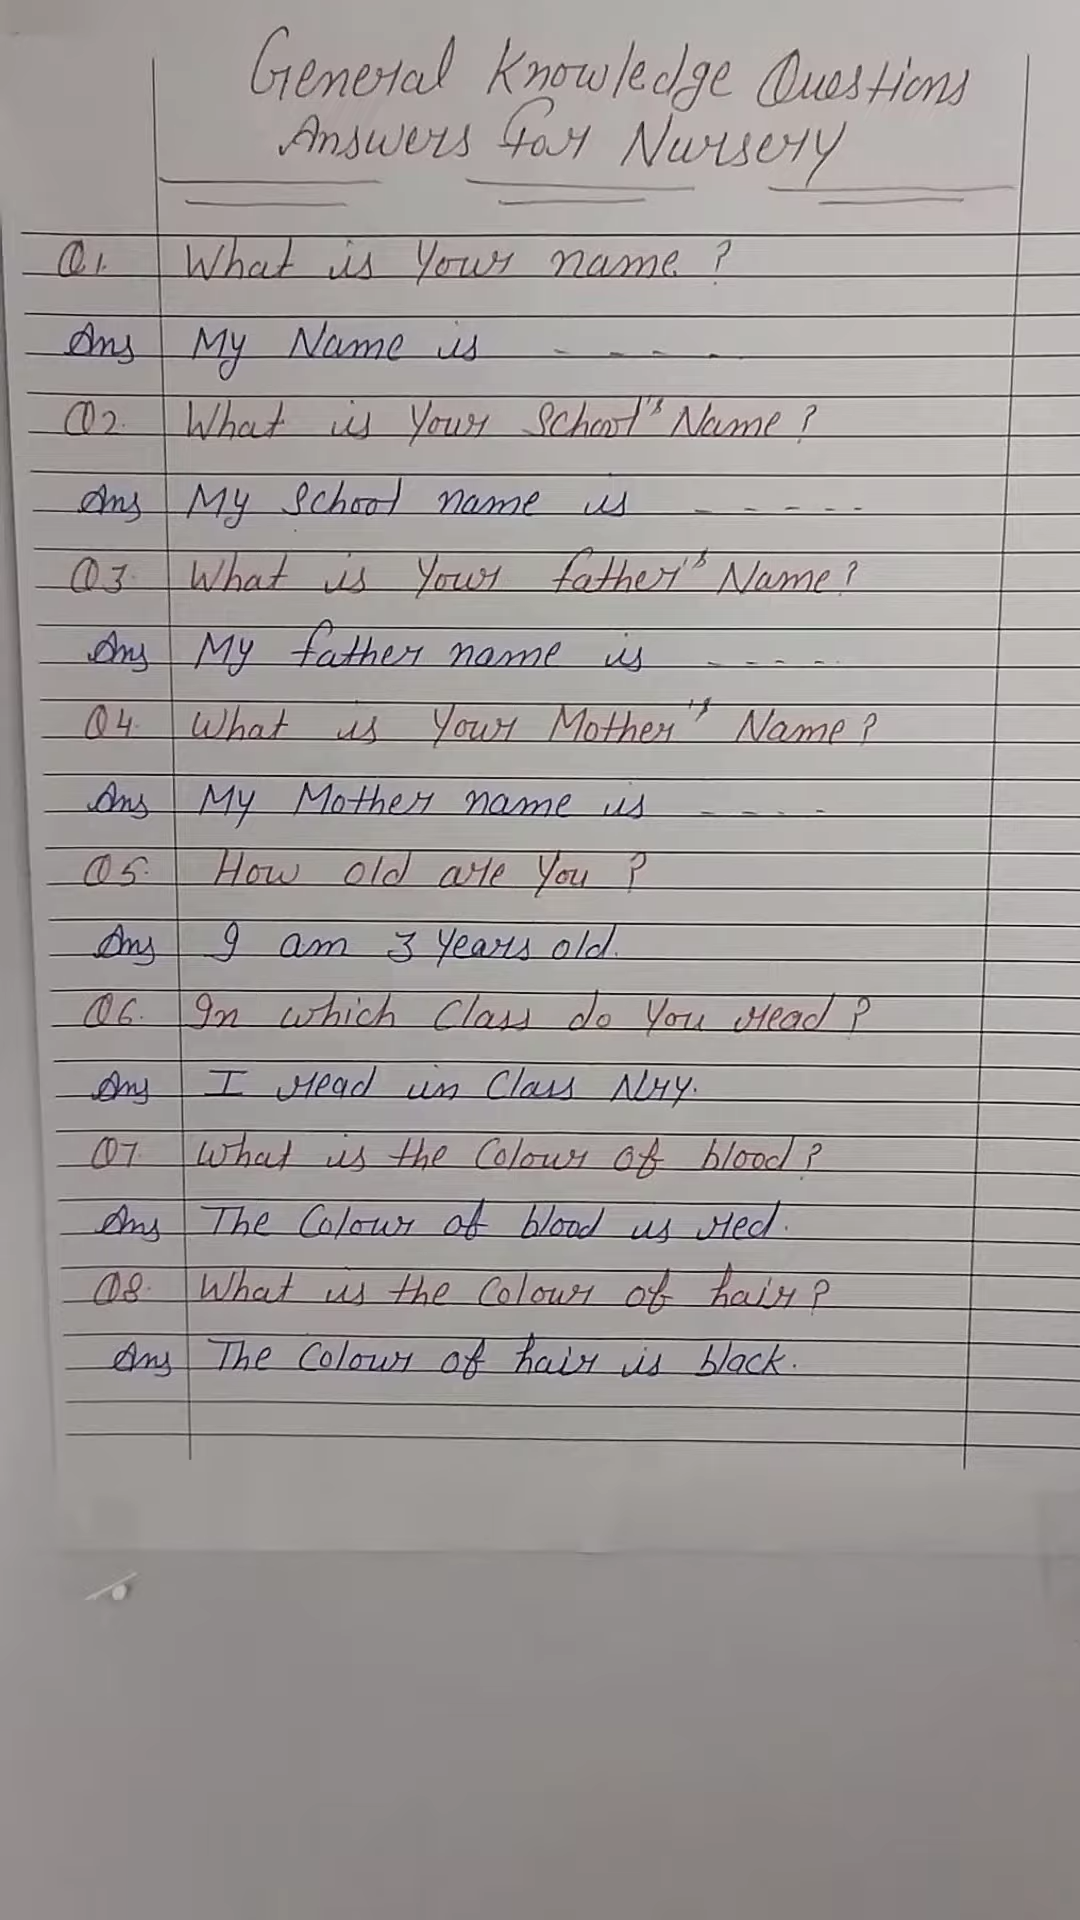 General Knowledge Questions
Answers For Nursery
Q1. What is Your name ?
Ans My Name is - - - -
Q2. What is Your School's Name ?
Ans My School name is - - - - -
Q3. What is Your father's Name ?
Ans My father name is - - - - -
Q4. What is Your Mother's Name ?
Ans My Mother name is - - - -
Q5. How old are You ?
Ans I am 3 Years old.
Q6. In which Class do You read ?
Ans I read in Class Nry.
Q7. What is the Colour of blood ?
Ans The Colour of blood is red.
Q8. What is the Colour of hair ?
Ans The Colour of hair is black.